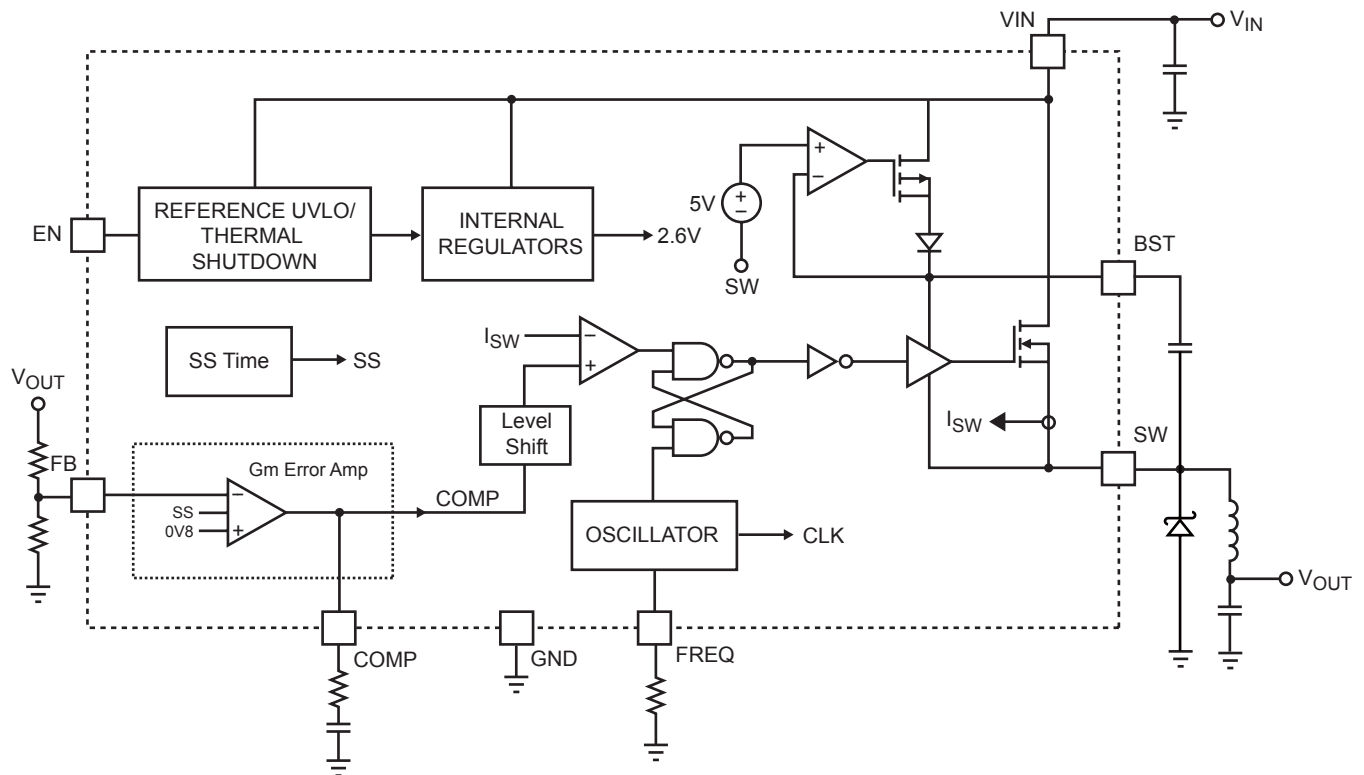 VIN
V_IN
EN
REFERENCE UVLO/
THERMAL
SHUTDOWN
INTERNAL
REGULATORS
2.6V
5V
+
−
SW
+
−
BST
SS Time
SS
I_SW
−
+
Level
Shift
I_SW
SW
V_OUT
FB
Gm Error Amp
−
SS
0V8
+
COMP
OSCILLATOR
CLK
V_OUT
COMP
GND
FREQ